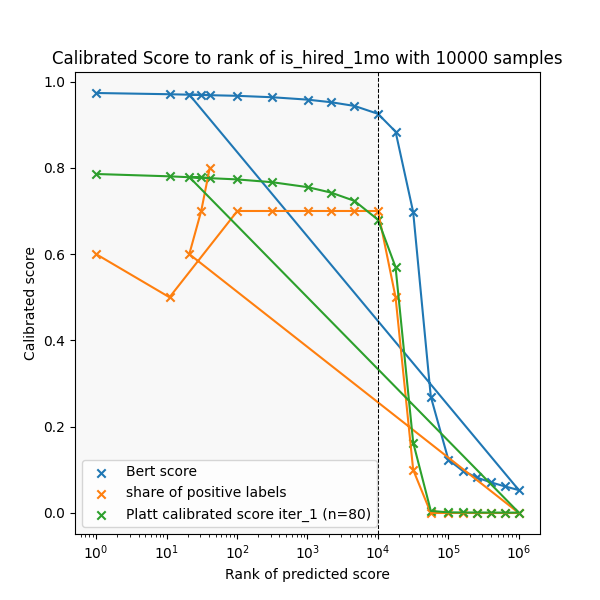 Calibrated Score to rank of is_hired_1mo with 10000 samples
1.0
0.8
0.6
0.4
0.2
0.0
Calibrated score
Bert score
share of positive labels
Platt calibrated score iter_1 (n=80)
10⁰ 10¹ 10² 10³ 10⁴ 10⁵ 10⁶
Rank of predicted score